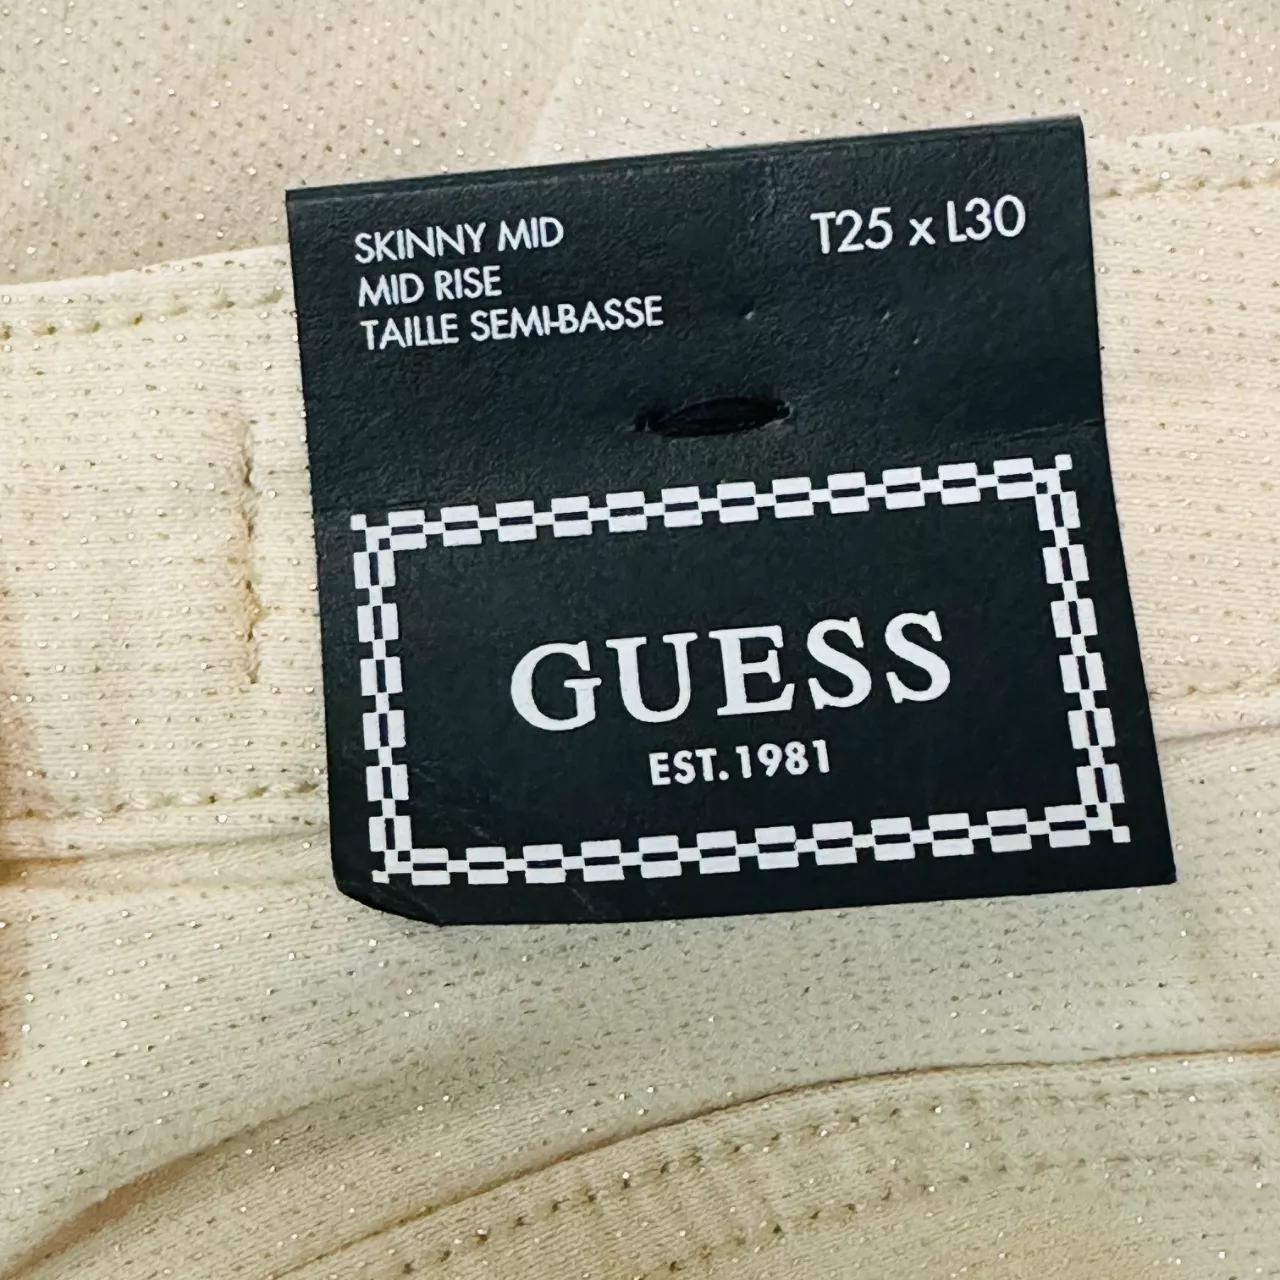 SKINNY MID
MID RISE
TAILLE SEMI-BASSE
T25 x L30
GUESS
EST. 1981